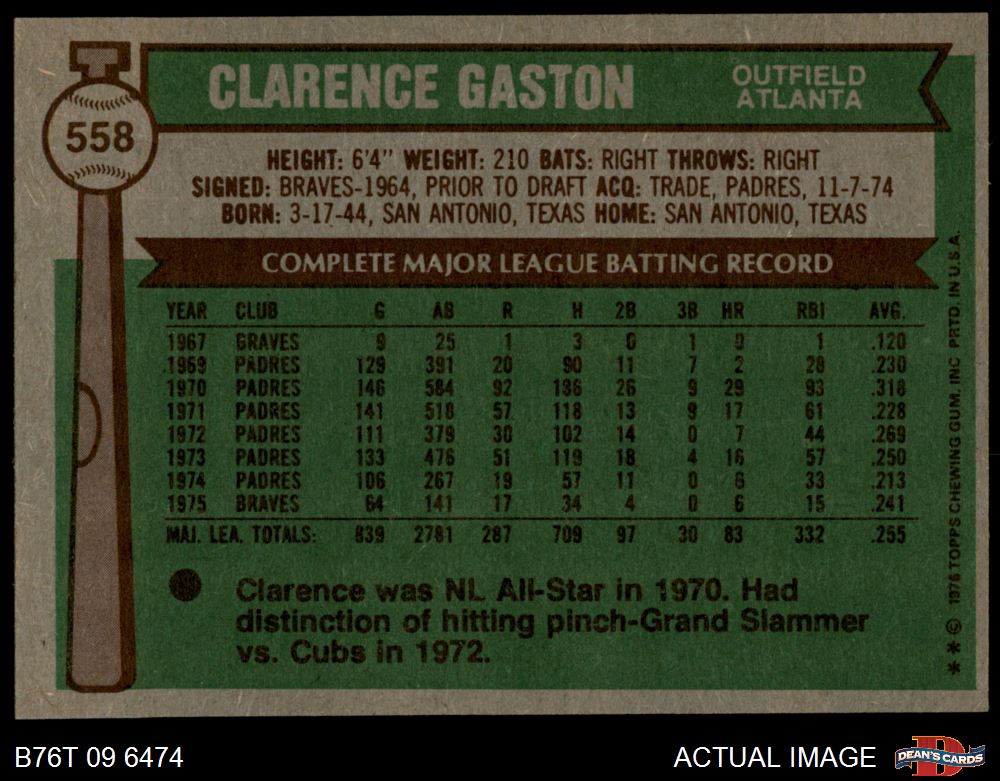 CLARENCE GASTON
OUTFIELD
ATLANTA
558
HEIGHT: 6'4" WEIGHT: 210 BATS: RIGHT THROWS: RIGHT
SIGNED: BRAVES-1964, PRIOR TO DRAFT ACQ: TRADE, PADRES, 11-7-74
BORN: 3-17-44, SAN ANTONIO, TEXAS HOME: SAN ANTONIO, TEXAS
COMPLETE MAJOR LEAGUE BATTING RECORD
YEAR CLUB G AB R H 2B 3B HR RBI AVG.
1967 BRAVES 9 25 1 3 0 1 0 1 .120
1969 PADRES 129 391 20 90 11 7 2 28 .230
1970 PADRES 146 584 92 186 26 9 29 93 .318
1971 PADRES 141 518 57 118 13 9 17 61 .228
1972 PADRES 111 379 30 102 14 0 7 44 .269
1973 PADRES 133 476 51 119 18 4 16 57 .250
1974 PADRES 106 267 19 57 11 0 6 33 .213
1975 BRAVES 64 141 17 34 4 0 6 15 .241
MAJ. LEA. TOTALS: 839 2781 287 709 97 30 83 332 .255
Clarence was NL All-Star in 1970. Had
distinction of hitting pinch-Grand Slammer
vs. Cubs in 1972.
**© 1976 TOPPS CHEWING GUM, INC PRTD. IN U.S.A.
B76T 09 6474
ACTUAL IMAGE
D
DEAN'S CARDS